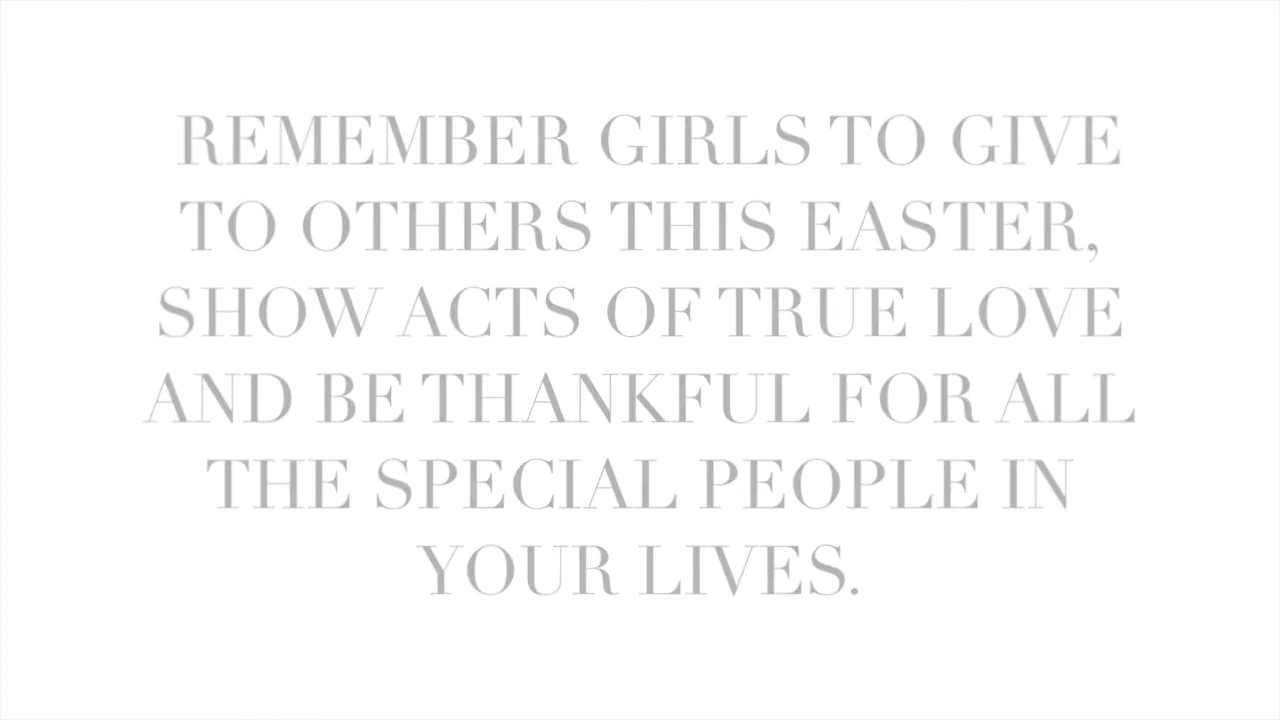 REMEMBER GIRLS TO GIVE
TO OTHERS THIS EASTER,
SHOW ACTS OF TRUE LOVE
AND BE THANKFUL FOR ALL
THE SPECIAL PEOPLE IN
YOUR LIVES.